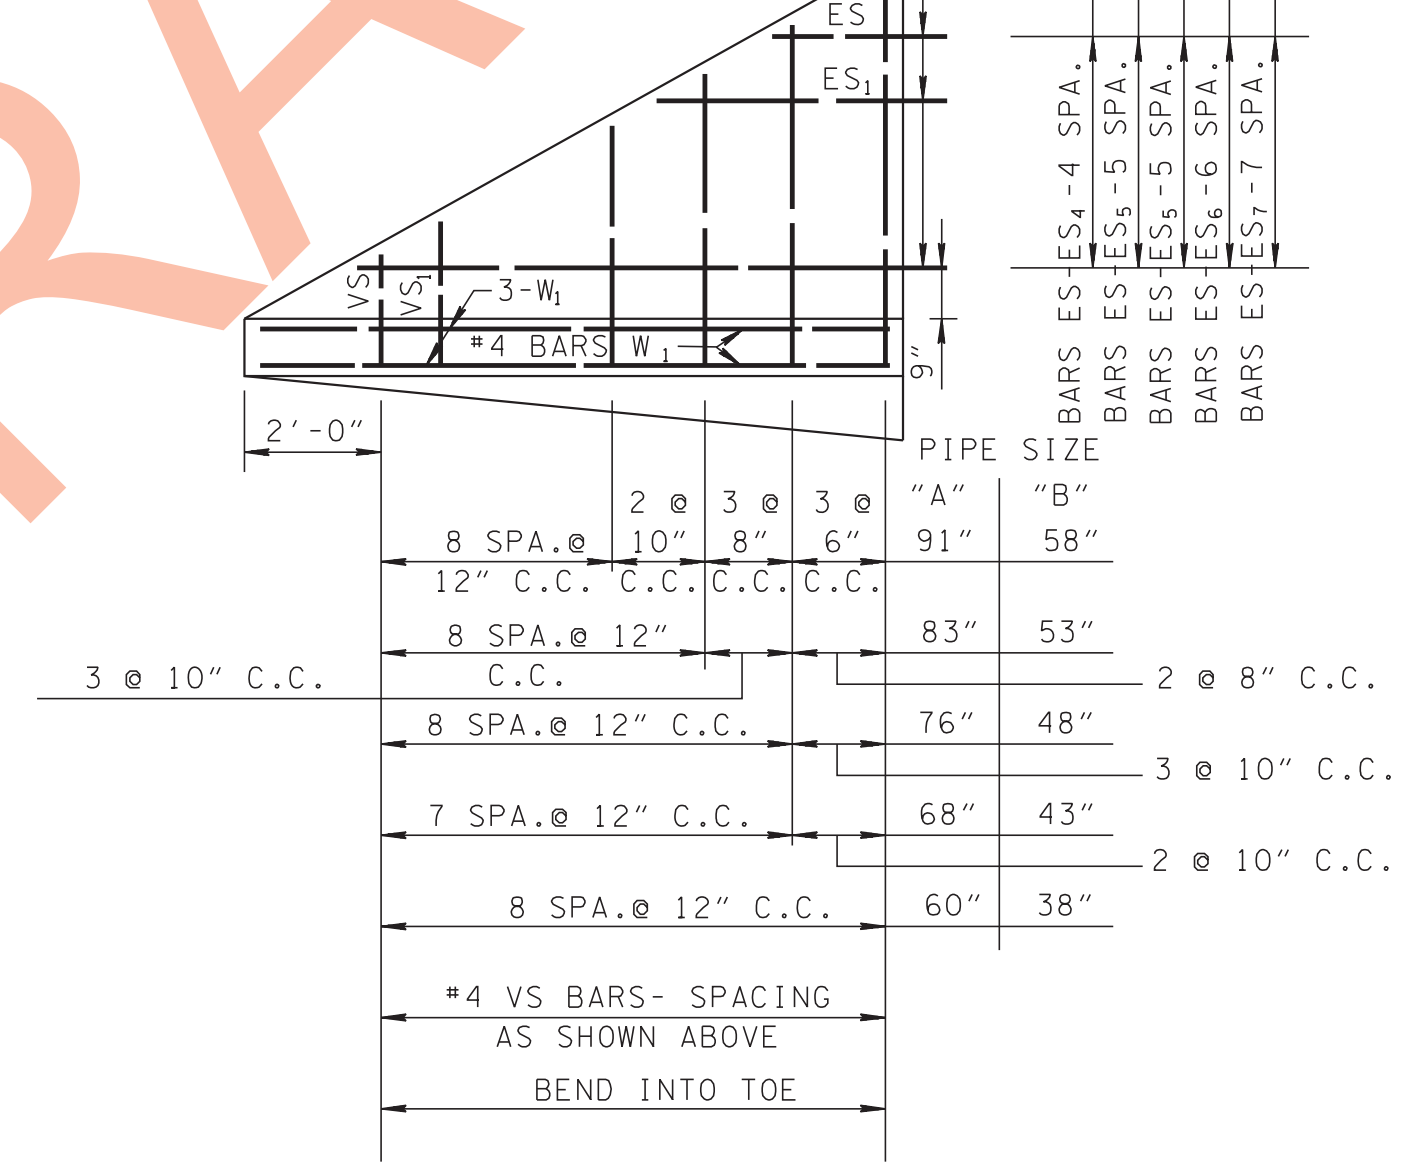 ES
ES1
VS
VS1
3-W1
#4 BARS W1
9"
BARS ES - ES4 - 4 SPA.
BARS ES - ES5 - 5 SPA.
BARS ES - ES5 - 5 SPA.
BARS ES - ES6 - 6 SPA.
BARS ES - ES7 - 7 SPA.
2'-0"
PIPE SIZE
"A" "B"
2 @ 3 @ 3 @
8 SPA.@ 10" 8" 6" 91" 58"
12" C.C. C.C. C.C. C.C.
8 SPA.@ 12" 83" 53"
C.C.
3 @ 10" C.C. 2 @ 8" C.C.
8 SPA.@ 12" C.C. 76" 48"
3 @ 10" C.C.
7 SPA.@ 12" C.C. 68" 43"
2 @ 10" C.C.
8 SPA.@ 12" C.C. 60" 38"
#4 VS BARS- SPACING
AS SHOWN ABOVE
BEND INTO TOE